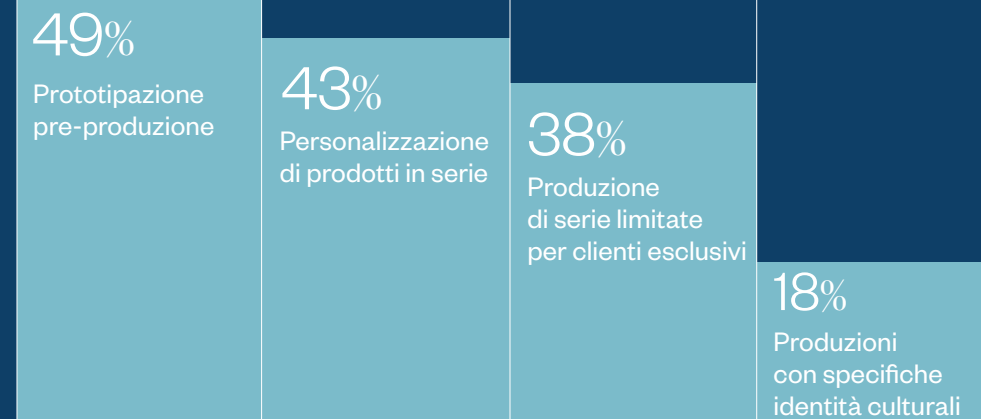 49%
Prototipazione
pre-produzione
43%
Personalizzazione
di prodotti in serie
38%
Produzione
di serie limitate
per clienti esclusivi
18%
Produzioni
con specifiche
identità culturali